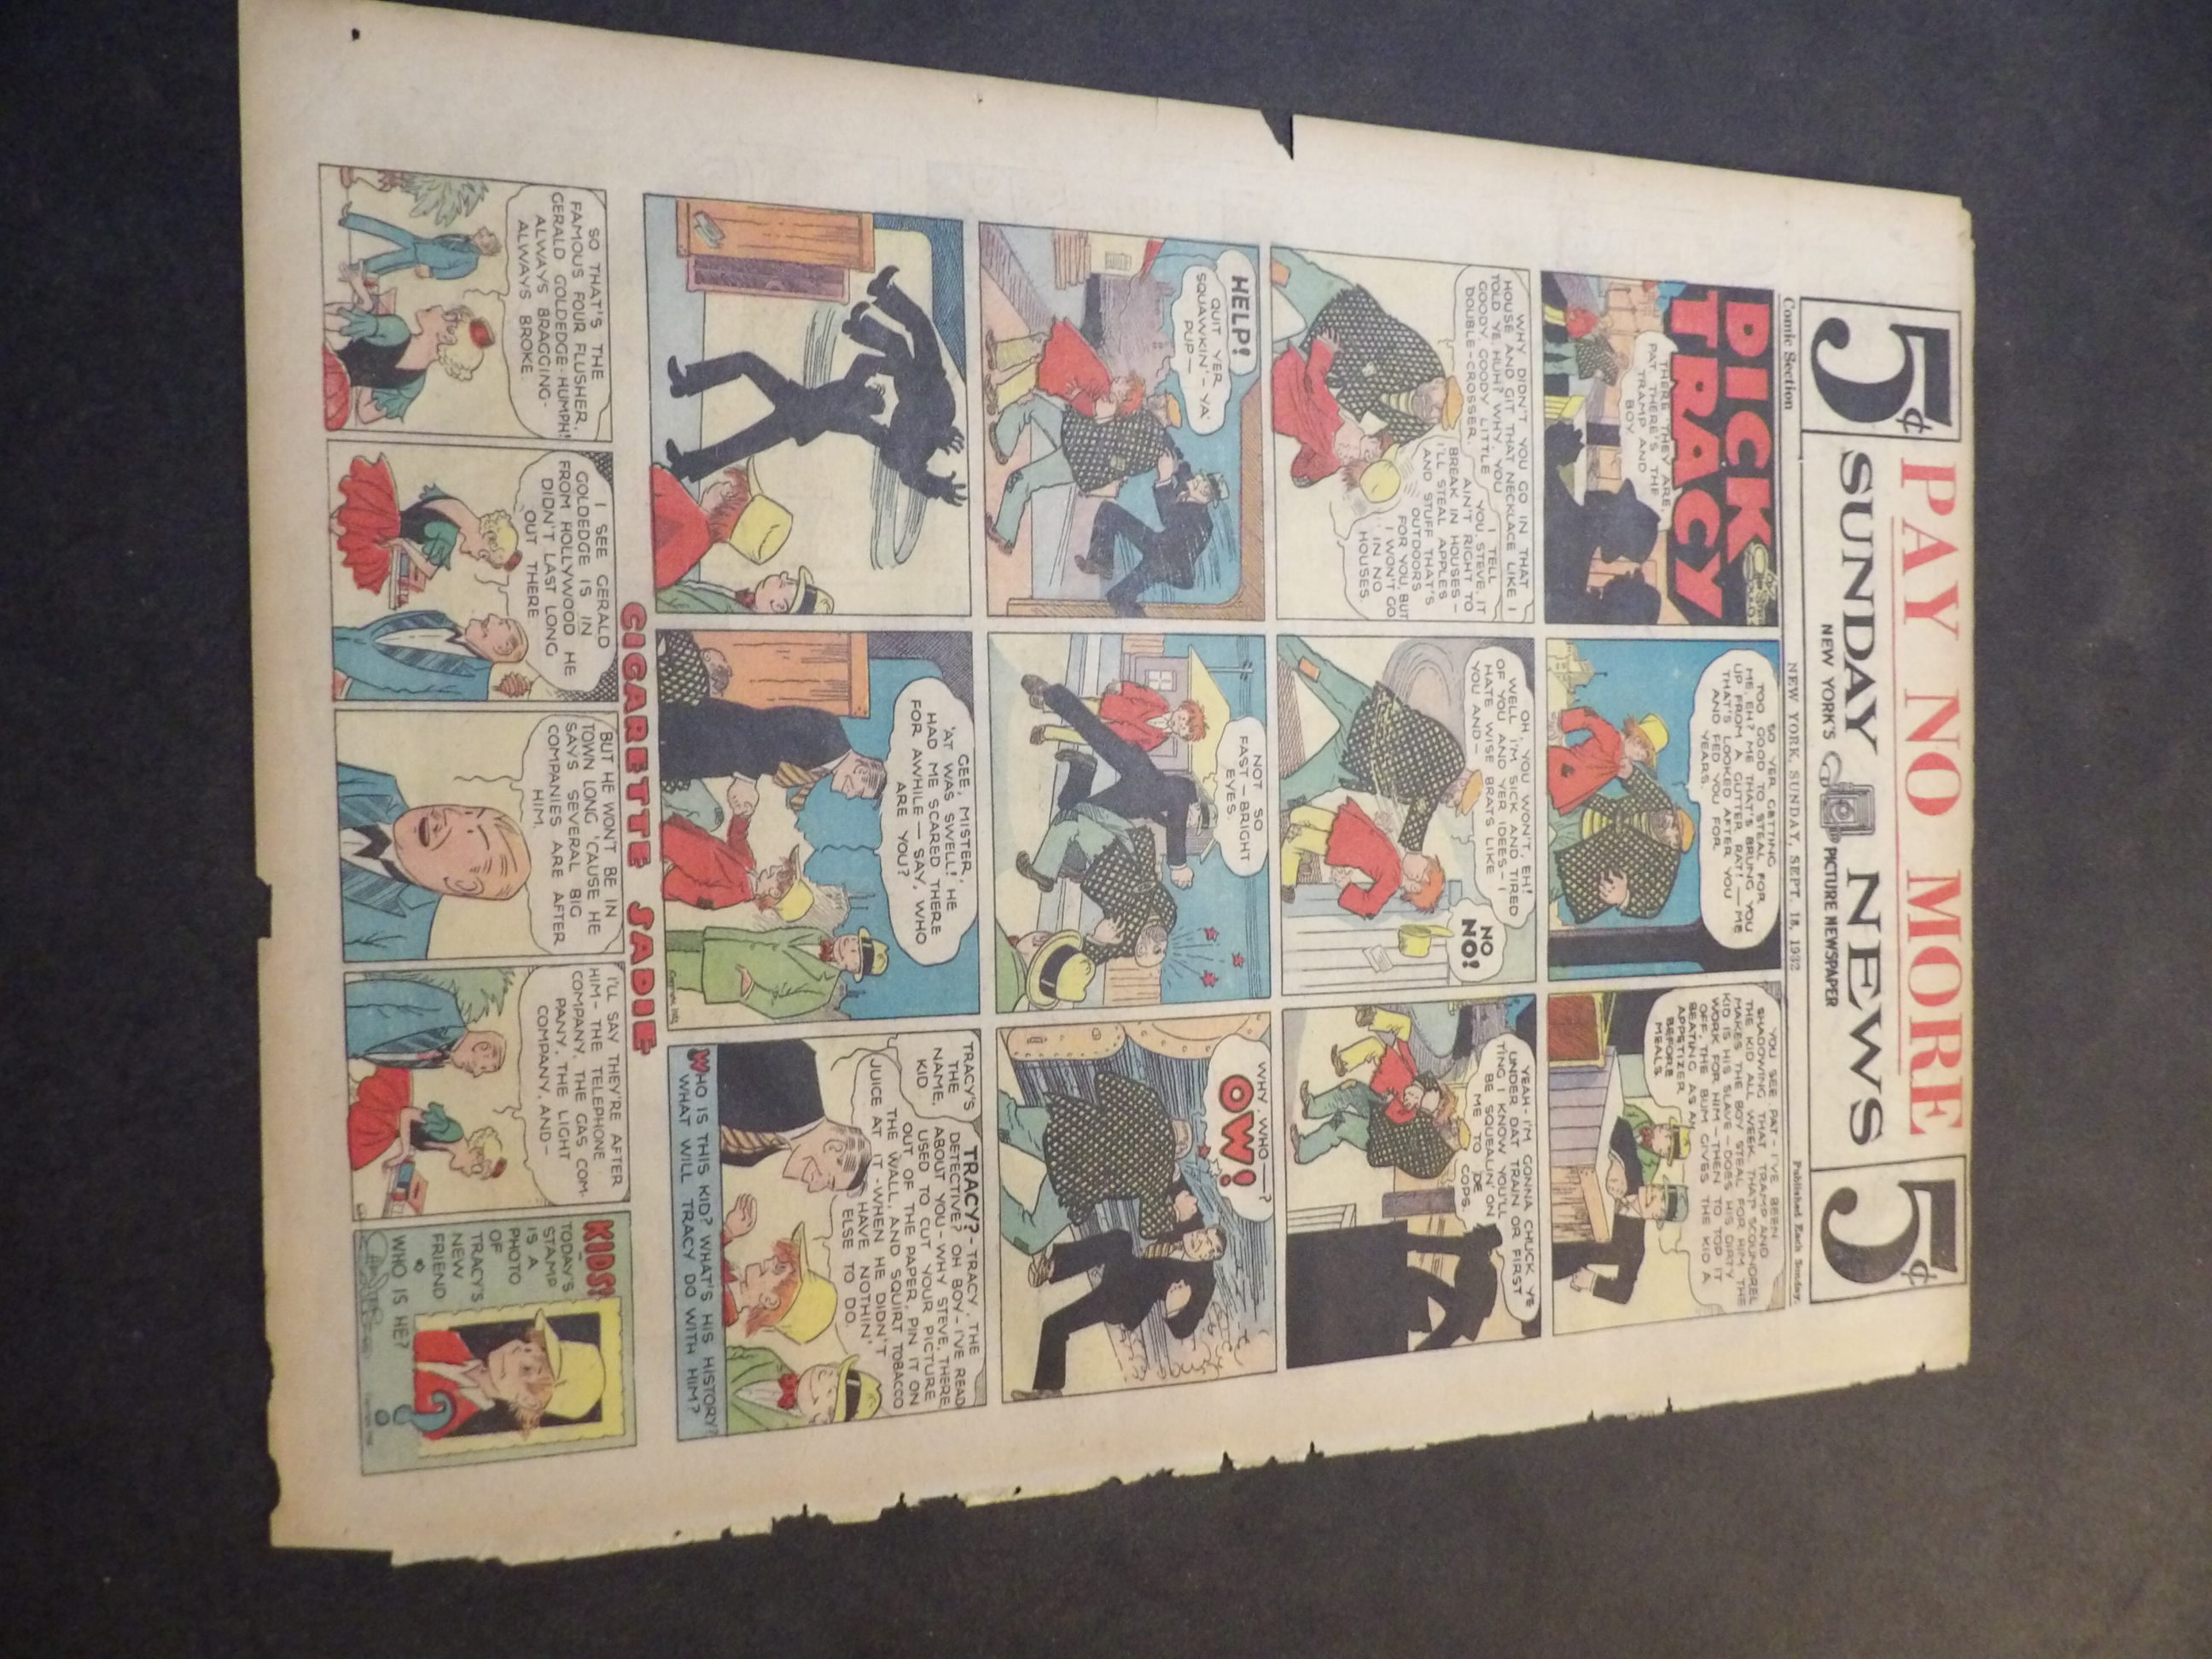 PAY NO MORE
5¢
SUNDAY NEWS
NEW YORK'S PICTURE NEWSPAPER
5¢
Comic Section
NEW YORK, SUNDAY, SEPT. 18, 1932
Published Each Sunday.
DICK
TRACY
THERE THEY ARE,
PAT THERE'S THE
TRAMP AND
BOY.
SO YER GETTING
TOO GOOD TO STEAL FOR
ME, EH? ME THAT'S BRUNG YOU
UP FROM A GUTTER RAT! — ME
THAT'S LOOKED AFTER YOU
AND FED YOU FOR
YEARS.
YOU SEE PAT - I'VE BEEN
SHADOWING THAT TRAMP AND
THE KID ALL WEEK. THAT SCOUNDREL
MAKES THE BOY STEAL FOR HIM. THE
KID IS HIS SLAVE - DOES HIS DIRTY
WORK FOR HIM - THEN TO TOP IT
OFF, THE BUM GIVES THE KID A
BEATING AS AN
APPETIZER
BEFORE
MEALS.
WHY DIDN'T YOU GO IN THAT
HOUSE AND GIT THAT NECKLACE LIKE I
TOLD YE HUH? WHY, YOU
GOODY GOODY LITTLE
DOUBLE-CROSSER.
I TELL
YOU, STEVE, IT
AIN'T RIGHT TO
BREAK IN HOUSES -
I'LL STEAL APPLES
AND STUFF THAT'S
OUTDOORS
FOR YOU, BUT
I WON'T GO
IN NO
HOUSES.
OH, YOU WON'T, EH!
WELL I'M SICK AND TIRED
OF YOU AND YER IDEES - I
HATE WISE BRATS LIKE
YOU AND -
NO
NO!
YEAH - I'M GONNA CHUCK YE
UNDER DAT TRAIN OR FIRST
TING I KNOW YOU'LL
BE SQUEALIN' ON
ME TO DE
COPS.
HELP!
QUIT YER
SQUAWKIN' - YA'
PUP —
NOT SO
FAST - BRIGHT
EYES.
WHY. WHO —?
OW!
GEE, MISTER,
'AT WAS SWELL! HE
HAD ME SCARED THERE
FOR AWHILE — SAY, WHO
ARE YOU?
TRACY'S
THE
NAME,
KID
TRACY? - TRACY, THE
DETECTIVE? OH BOY - I'VE READ
ABOUT YOU - WHY STEVE, THERE
USED TO CUT YOUR PICTURE
OUT OF THE PAPER, PIN IT ON
THE WALL, AND SQUIRT TOBACCO
JUICE AT IT - WHEN HE DIDN'T
HAVE NOTHIN'
ELSE TO DO.
WHO IS THIS KID? WHAT'S HIS HISTORY?
WHAT WILL TRACY DO WITH HIM?
CIGARETTE SADIE
SO THAT'S THE
FAMOUS FOUR FLUSHER,
GERALD GOLDEDGE - HUMPH!
ALWAYS BRAGGING -
ALWAYS BROKE.
I SEE GERALD
GOLDEDGE IS IN
FROM HOLLYWOOD HE
DIDN'T LAST LONG
OUT THERE
BUT HE WON'T BE IN
TOWN LONG 'CAUSE HE
SAYS SEVERAL BIG
COMPANIES ARE AFTER
HIM.
I'LL SAY THEY'RE AFTER
HIM - THE TELEPHONE
COMPANY, THE GAS COM-
PANY, THE LIGHT
COMPANY, AND -
KIDS!
TODAY'S
STAMP
IS A
PHOTO
OF
TRACY'S
NEW
FRIEND
WHO IS HE?
?